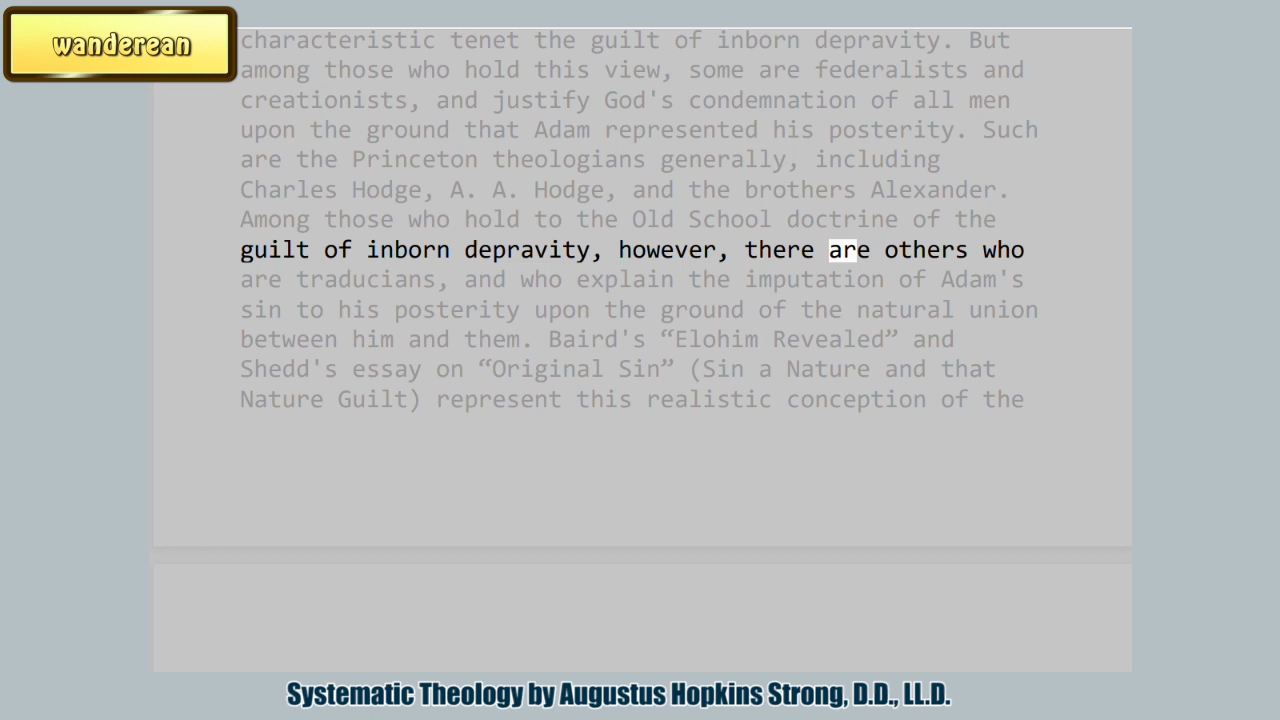 wanderean
characteristic tenet the guilt of inborn depravity. But
among those who hold this view, some are federalists and
creationists, and justify God's condemnation of all men
upon the ground that Adam represented his posterity. Such
are the Princeton theologians generally, including
Charles Hodge, A. A. Hodge, and the brothers Alexander.
Among those who hold to the Old School doctrine of the
guilt of inborn depravity, however, there are others who
are traducians, and who explain the imputation of Adam's
sin to his posterity upon the ground of the natural union
between him and them. Baird's “Elohim Revealed” and
Shedd's essay on “Original Sin” (Sin a Nature and that
Nature Guilt) represent this realistic conception of the
Systematic Theology by Augustus Hopkins Strong, D.D., LL.D.